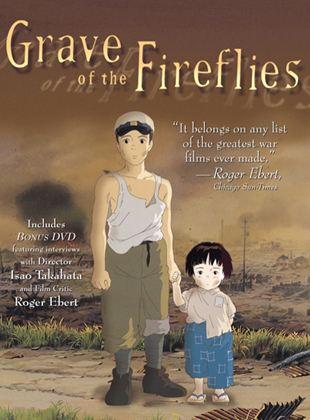 Grave
of the Fireflies
"It belongs on any list
of the greatest war
films ever made."
—Roger Ebert,
Chicago Sun-Times
Includes
Bonus DVD
featuring interviews
with Director
Isao Takahata
and Film Critic
Roger Ebert